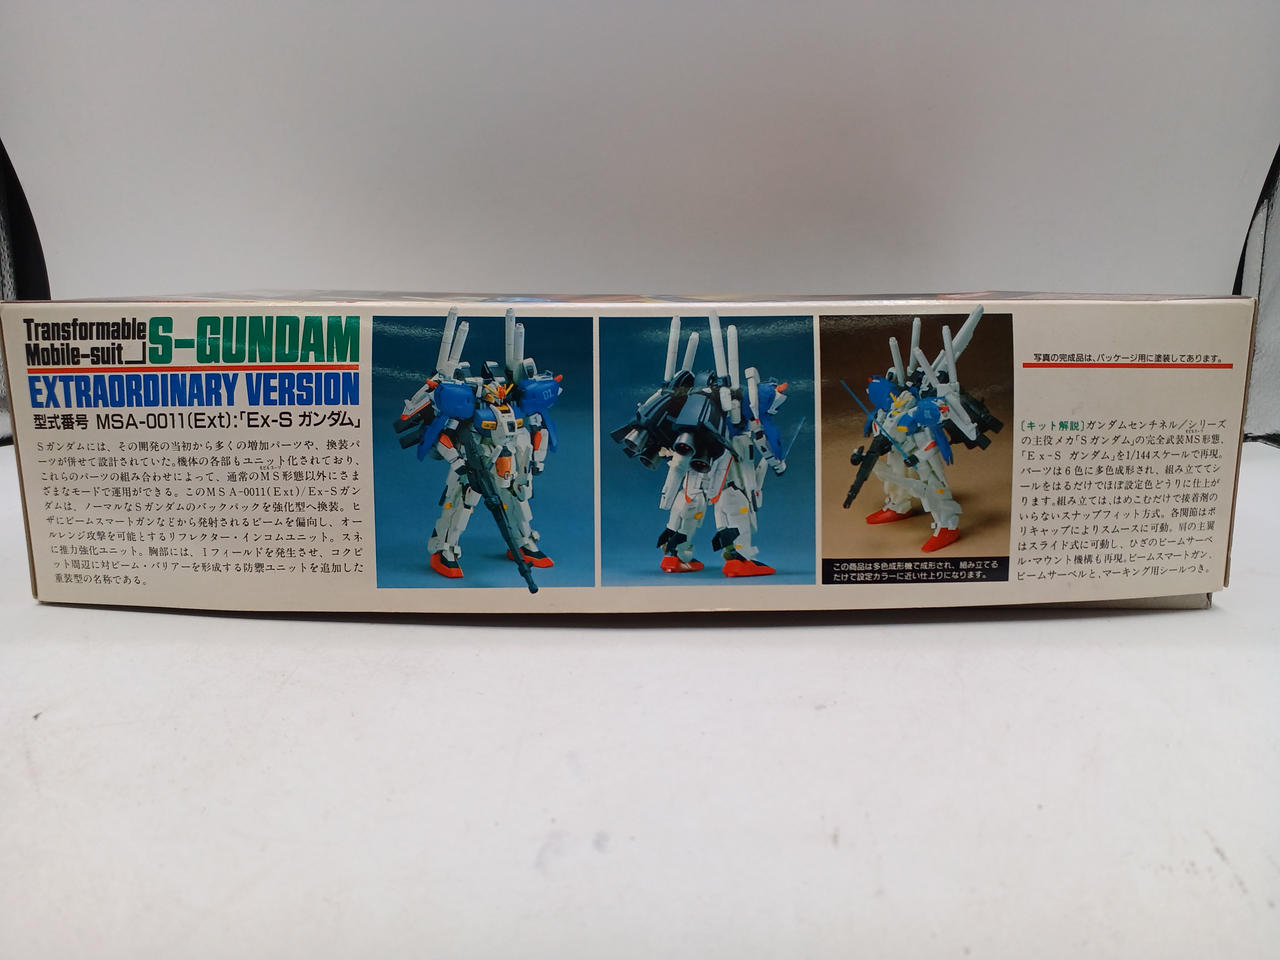 Transformable
Mobile-suit
S-GUNDAM
EXTRAORDINARY VERSION
型式番号 MSA-0011(Ext):「Ex-S ガンダム」
Sガンダムには、その開発の当初から多くの増加パーツや、換装パ
ーツが併せて設計されていた。機体の各部もユニット化されており、
これらのパーツの組み合わせによって、通常のMS形態以外にさま
ざまなモードで運用ができる。このMSA-0011(Ext)/Ex-Sガン
ダムは、ノーマルなSガンダムのバックパックを強化型へ換装。ヒ
ザにビームスマートガンなどから発射されるビームを偏向し、オー
ルレンジ攻撃を可能とするリフレクター・インコムユニット。スネ
に推力強化ユニット。胸部には、Iフィールドを発生させ、コクピ
ット周辺に対ビーム・バリアーを形成する防禦ユニットを追加した
重装型の名称である。
この商品は多色成形機で成形され、組み立てる
だけで設定カラーに近い仕上りになります。
写真の完成品は、パッケージ用に塗装してあります。
〔キット解説〕ガンダムセンチネル/シリーズ
の主役メカ「Sガンダム」の完全武装MS形態、
「Ex-S ガンダム」を1/144スケールで再現。
パーツは6色に多色成形され、組み立ててシ
ールをはるだけでほぼ設定色どうりに仕上が
ります。組み立ては、はめこむだけで接着剤の
いらないスナップフィット方式。各関節はポ
リキャップによりスムースに可動。肩の主翼
はスライド式に可動し、ひざのビームサーベ
ル・マウント機構も再現。ビームスマートガン、
ビームサーベルと、マーキング用シールつき。